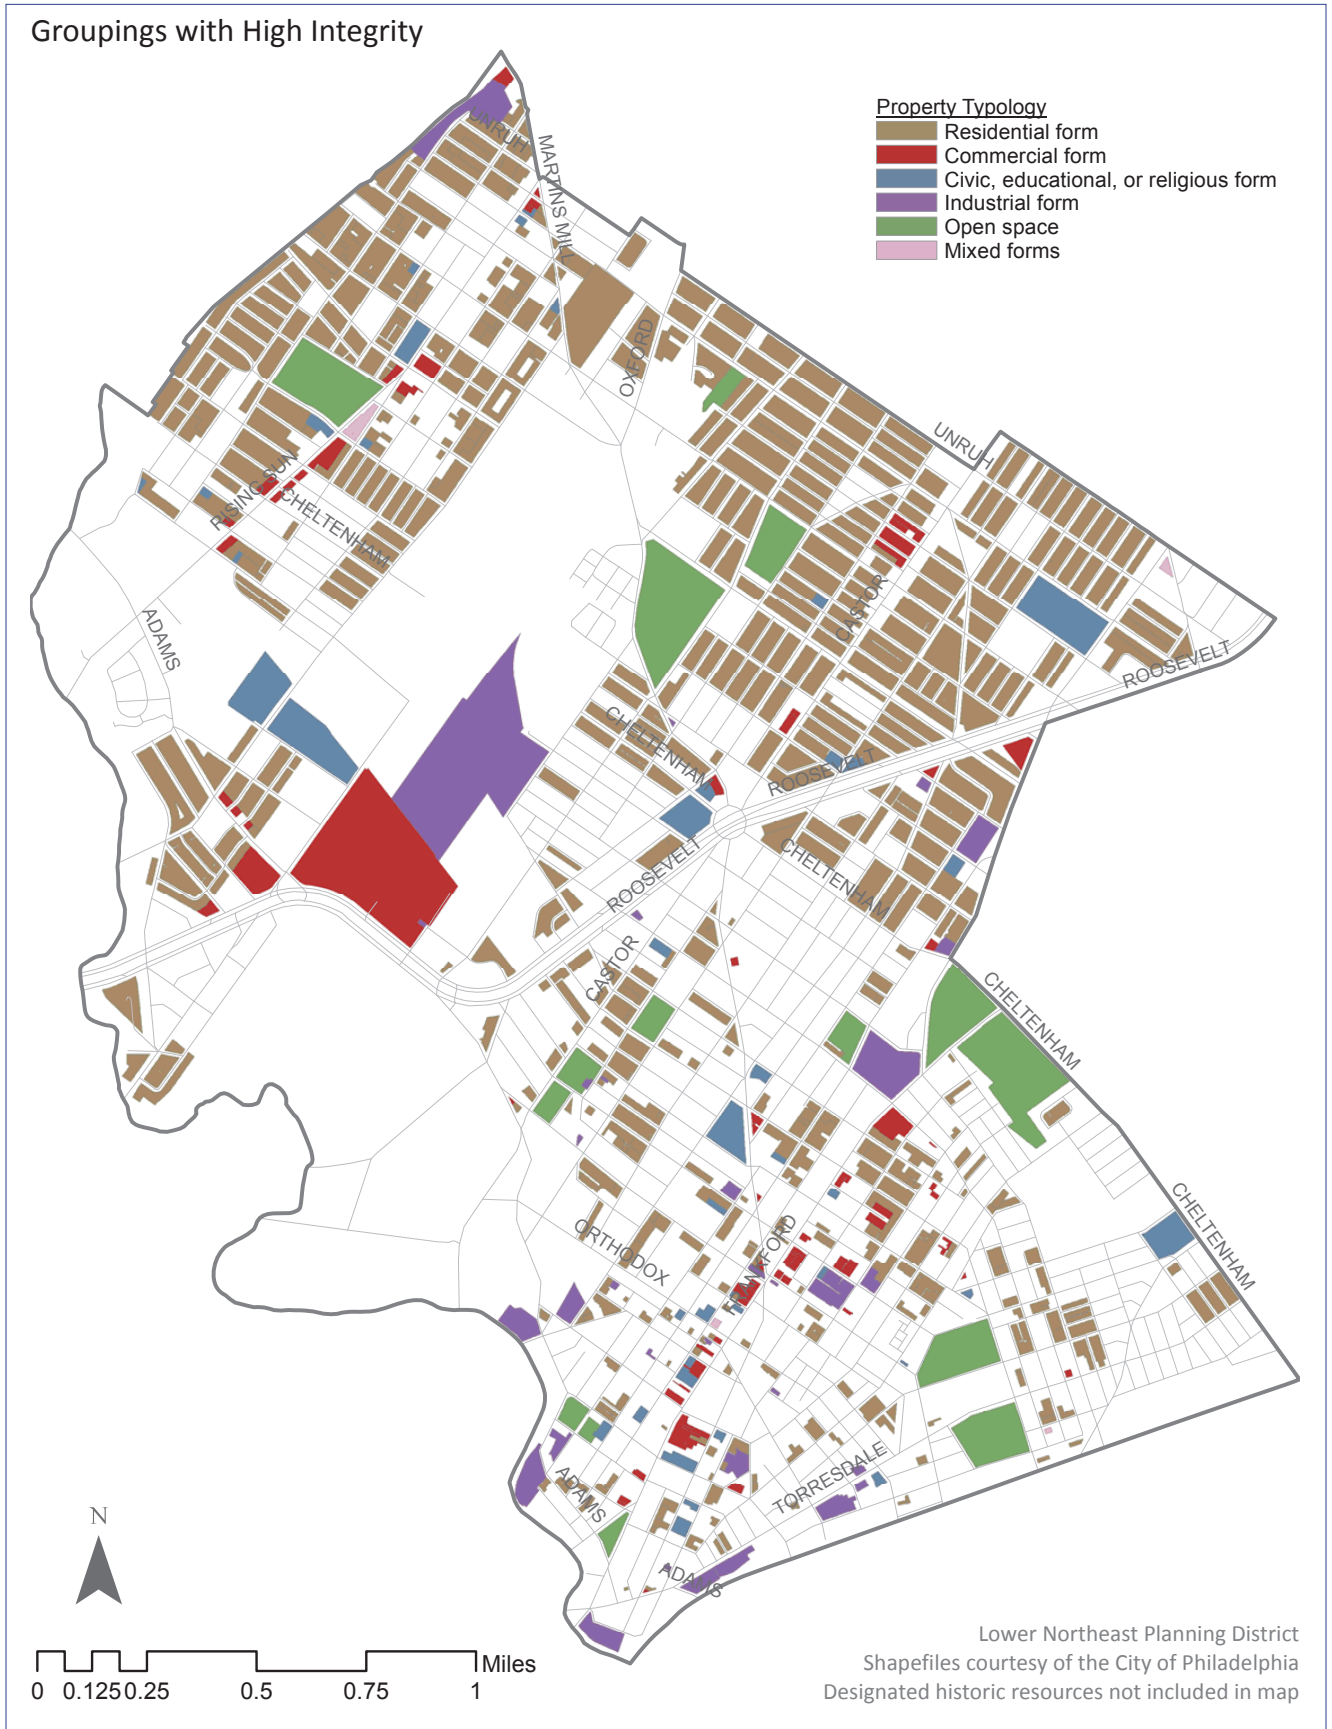 Groupings with High Integrity
Property Typology
Residential form
Commercial form
Civic, educational, or religious form
Industrial form
Open space
Mixed forms
UNRUH
MARTINS MILL
OXFORD
UNRUH
RISING SUN
CHELTENHAM
CASTOR
ADAMS
ROOSEVELT
CHELTENHAM
ROOSEVELT
CHELTENHAM
ROOSEVELT
CASTOR
CHELTENHAM
CHELTENHAM
ORTHODOX
FRANKFORD
TORRESDALE
ADAMS
ADAMS
N
Miles
0 0.125 0.25 0.5 0.75 1
Lower Northeast Planning District
Shapefiles courtesy of the City of Philadelphia
Designated historic resources not included in map